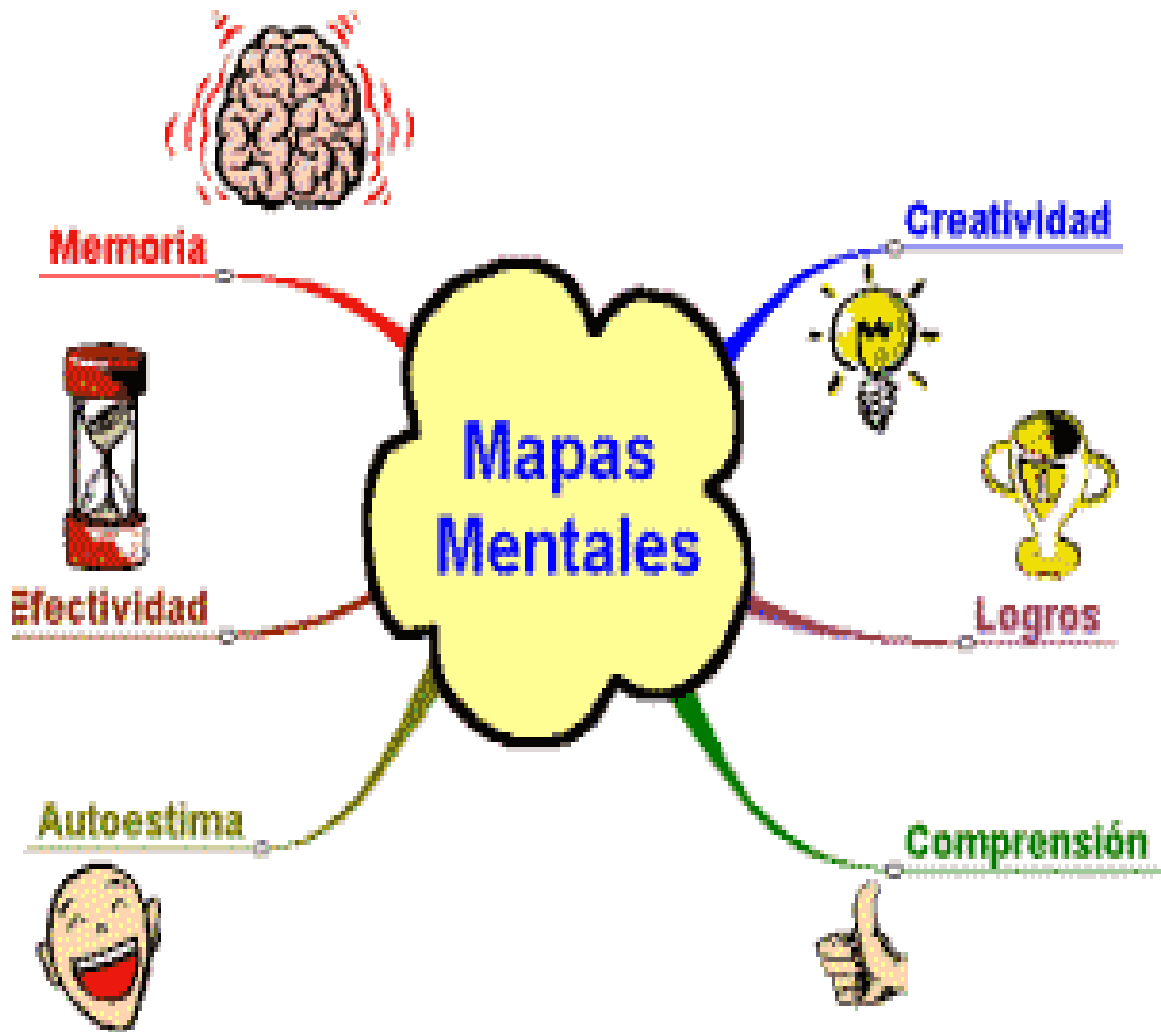 Memoria
Creatividad
Mapas
Mentales
Efectividad
Logros
Autoestima
Comprensión